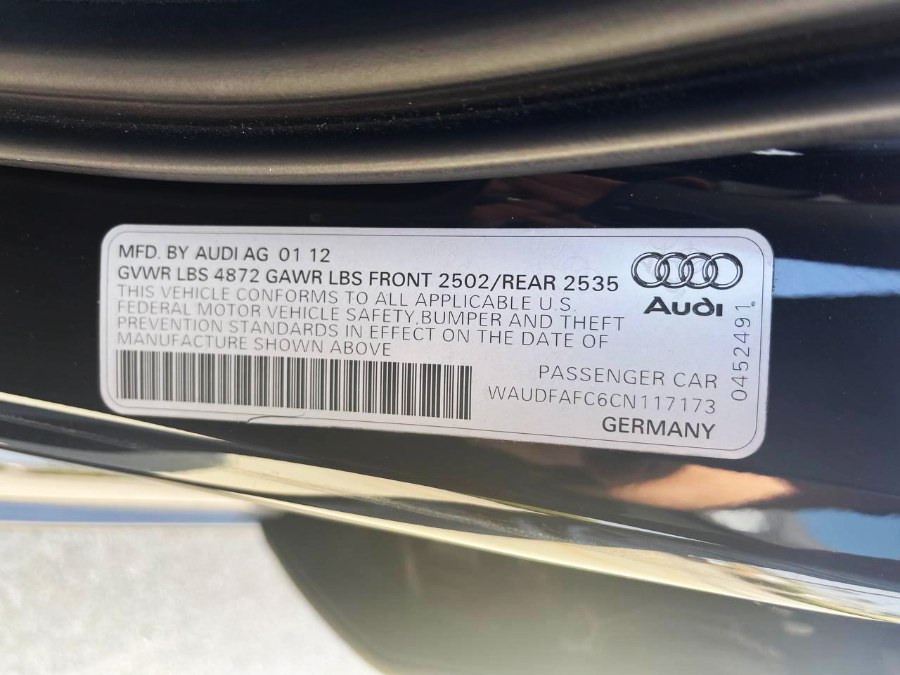 MFD. BY AUDI AG 01 12
GVWR LBS 4872 GAWR LBS FRONT 2502/REAR 2535
THIS VEHICLE CONFORMS TO ALL APPLICABLE U.S.
FEDERAL MOTOR VEHICLE SAFETY,BUMPER AND THEFT
PREVENTION STANDARDS IN EFFECT ON THE DATE OF
MANUFACTURE SHOWN ABOVE
Audi
PASSENGER CAR
WAUDFAFC6CN117173
GERMANY
0452491.